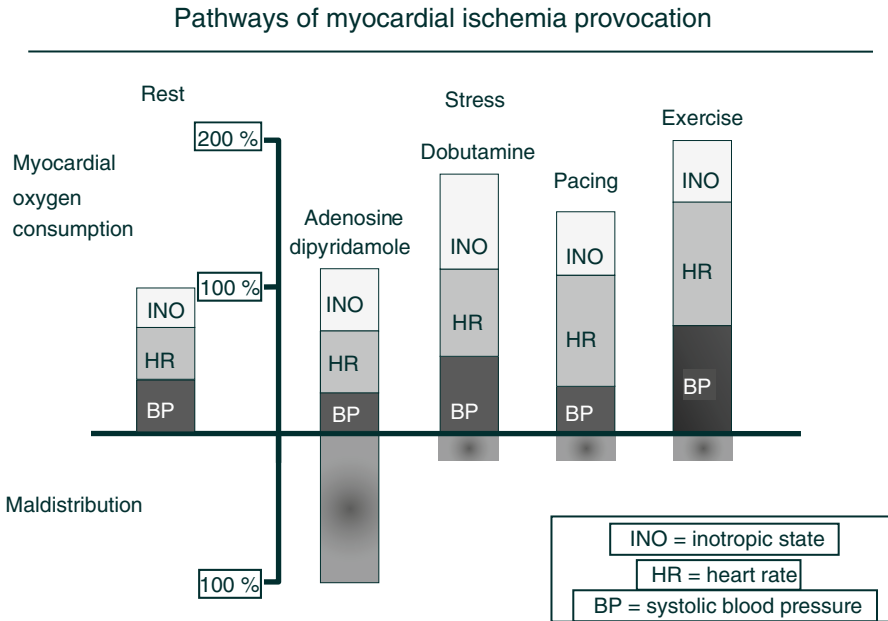 Pathways of myocardial ischemia provocation
Rest
Stress
Exercise
200 %
Myocardial
oxygen
consumption
Dobutamine
Pacing
Adenosine
dipyridamole
100 %
INO
HR
BP
INO
HR
BP
INO
HR
BP
INO
HR
BP
INO
HR
BP
Maldistribution
100 %
INO = inotropic state
HR = heart rate
BP = systolic blood pressure